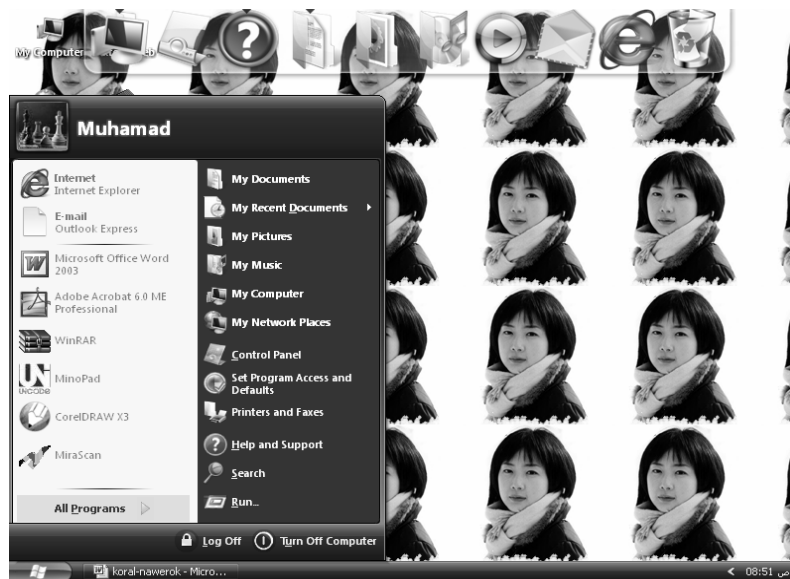 My Computer
Muhamad
Internet
Internet Explorer
E-mail
Outlook Express
Microsoft Office Word
2003
Adobe Acrobat 6.0 ME
Professional
WinRAR
MinoPad
UNICODE
CorelDRAW X3
MiraScan
All Programs
My Documents
My Recent Documents
My Pictures
My Music
My Computer
My Network Places
Control Panel
Set Program Access and
Defaults
Printers and Faxes
Help and Support
Search
Run...
Log Off
Turn Off Computer
koral-nawerok - Micro...
08:51 ص